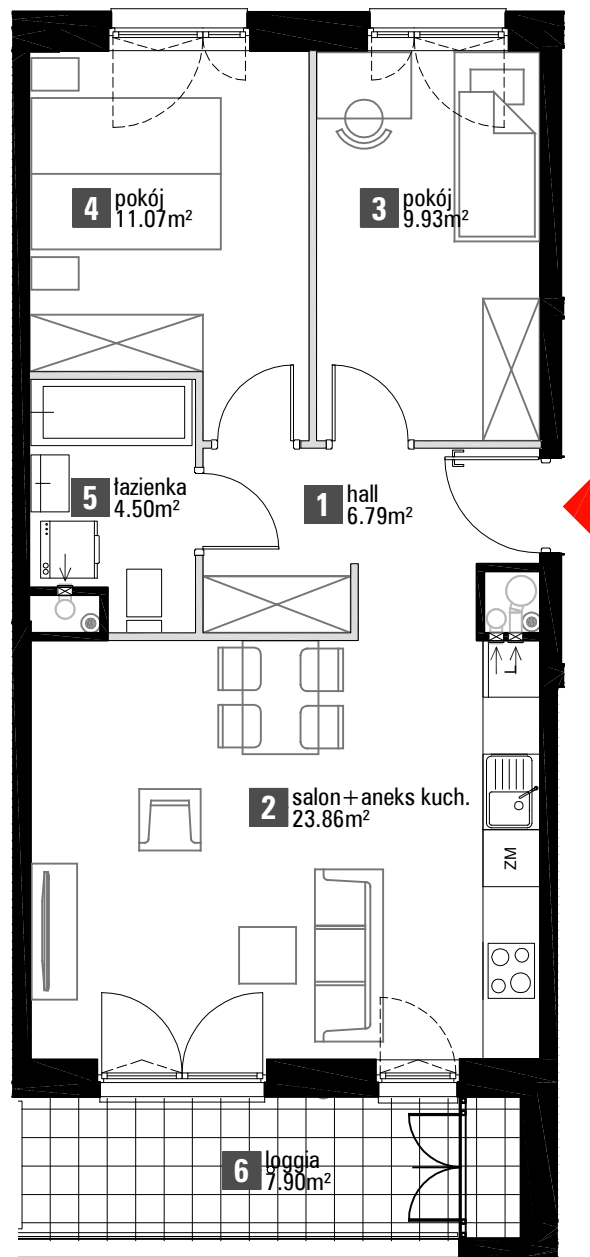 4 pokój
11.07m²
3 pokój
9.93m²
5 łazienka
4.50m²
1 hall
6.79m²
L
2 salon+aneks kuch.
23.86m²
ZM
6 loggia
7.90m²